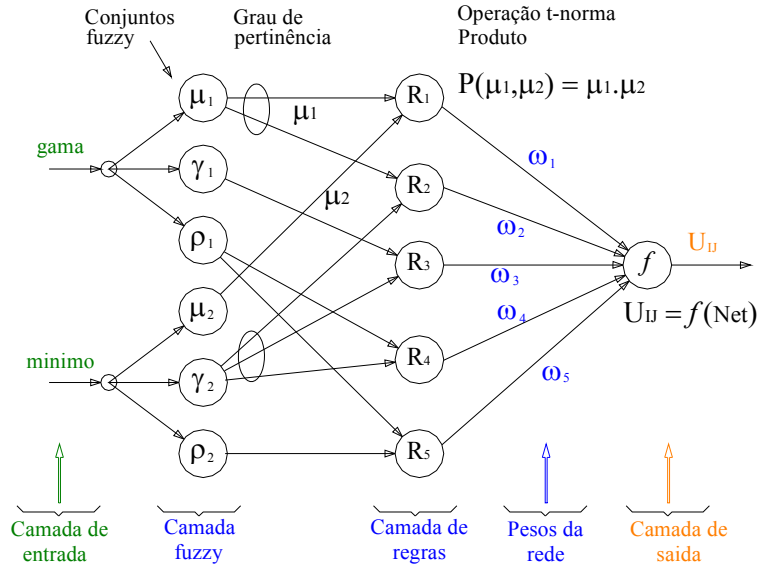 Conjuntos
fuzzy
Grau de
pertinência
Operação t-norma
Produto
P(μ1,μ2) = μ1.μ2
μ1
μ1
R1
ω1
gama
γ1
μ2
R2
ω2
U IJ
ρ1
R3
ω3
f
μ2
ω4
U IJ = f(Net)
minimo
γ2
R4
ω5
ρ2
R5
Camada de
entrada
Camada
fuzzy
Camada de
regras
Pesos da
rede
Camada de
saida